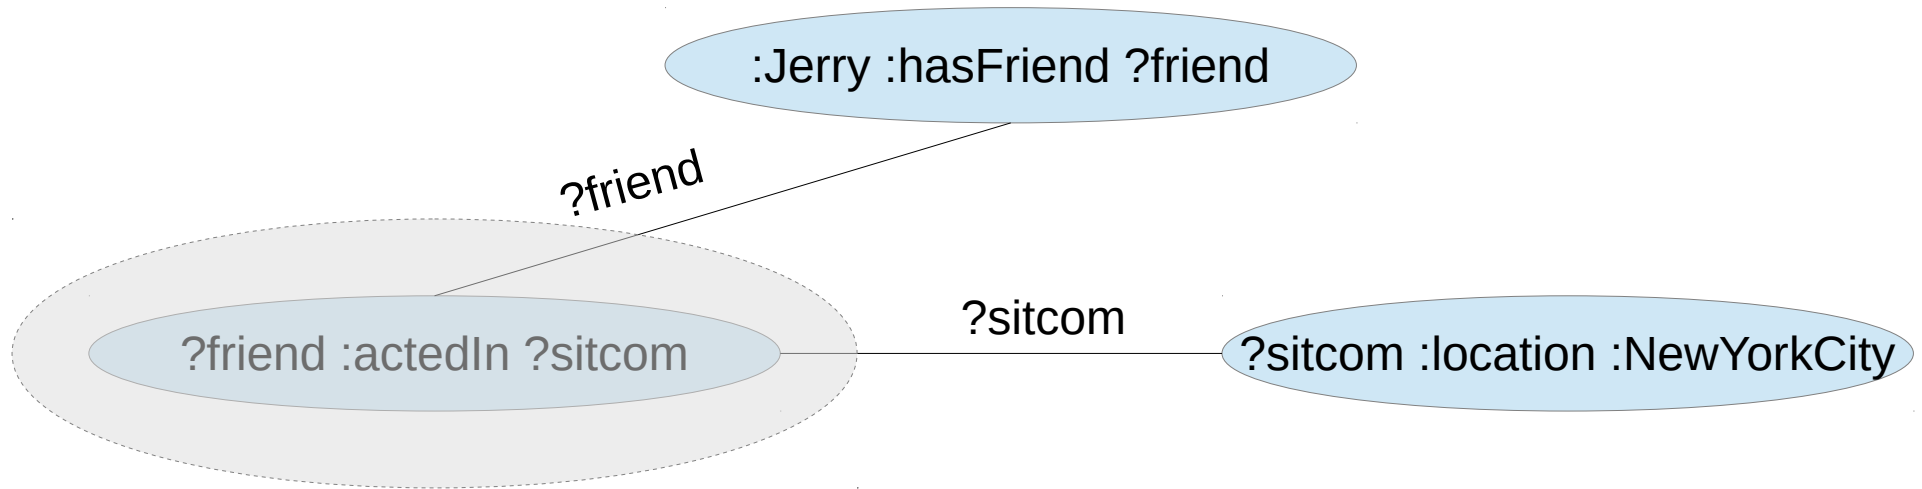 :Jerry :hasFriend ?friend
?friend
?sitcom
?friend :actedIn ?sitcom
?sitcom :location :NewYorkCity